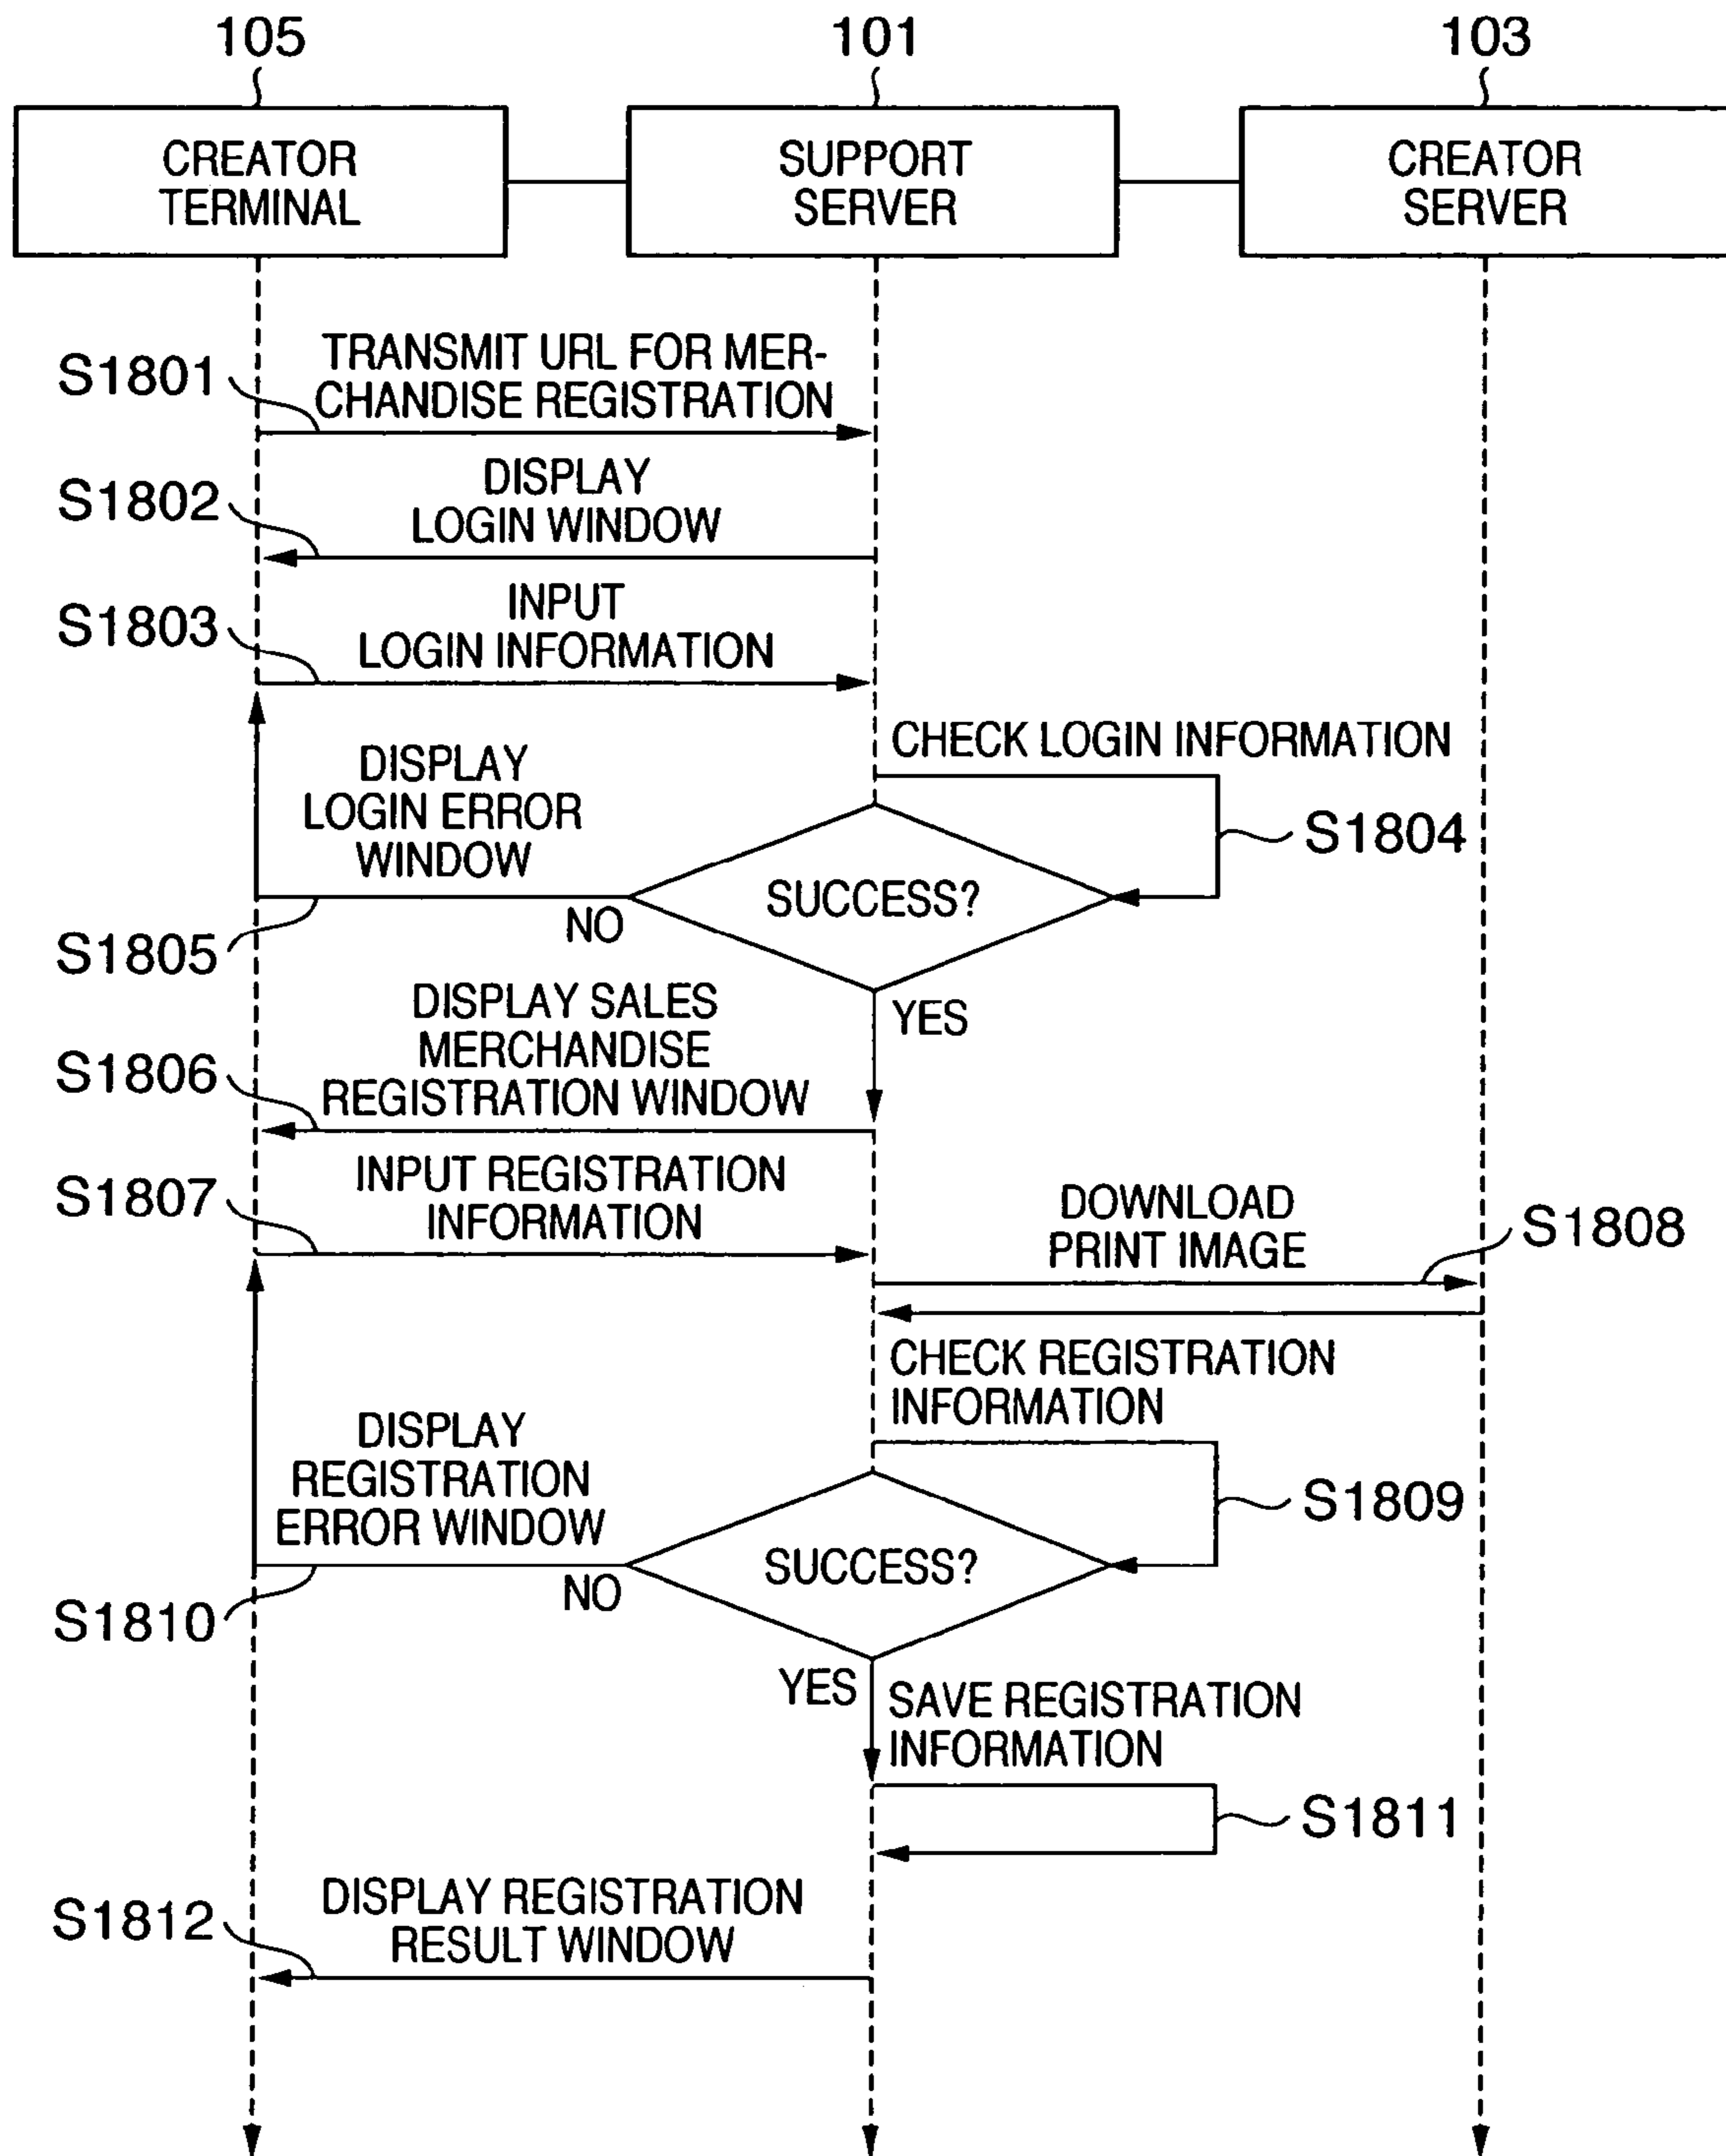 105
101
103
CREATOR
TERMINAL
SUPPORT
SERVER
CREATOR
SERVER
S1801
TRANSMIT URL FOR MER-
CHANDISE REGISTRATION
S1802
DISPLAY
LOGIN WINDOW
S1803
INPUT
LOGIN INFORMATION
CHECK LOGIN INFORMATION
S1804
DISPLAY
LOGIN ERROR
WINDOW
SUCCESS?
NO
S1805
YES
DISPLAY SALES
MERCHANDISE
REGISTRATION WINDOW
S1806
INPUT REGISTRATION
INFORMATION
S1807
DOWNLOAD
PRINT IMAGE
S1808
CHECK REGISTRATION
INFORMATION
S1809
DISPLAY
REGISTRATION
ERROR WINDOW
SUCCESS?
NO
S1810
YES
SAVE REGISTRATION
INFORMATION
S1811
DISPLAY REGISTRATION
RESULT WINDOW
S1812